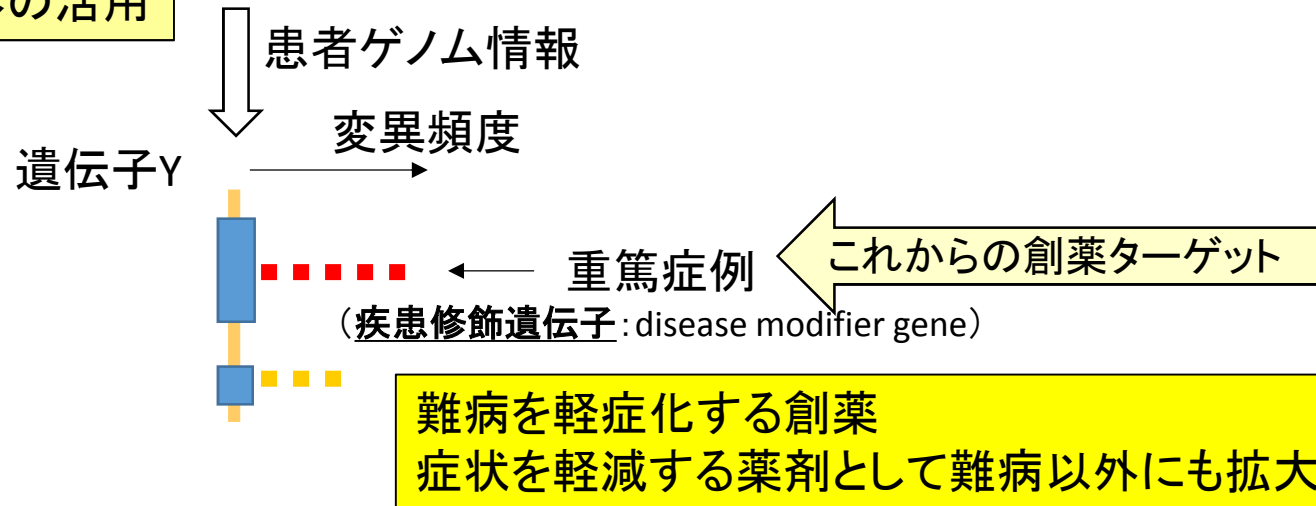 の活用
患者ゲノム情報
変異頻度
遺伝子Y
重篤症例
これからの創薬ターゲット
（疾患修飾遺伝子：disease modifier gene）
難病を軽症化する創薬
症状を軽減する薬剤として難病以外にも拡大